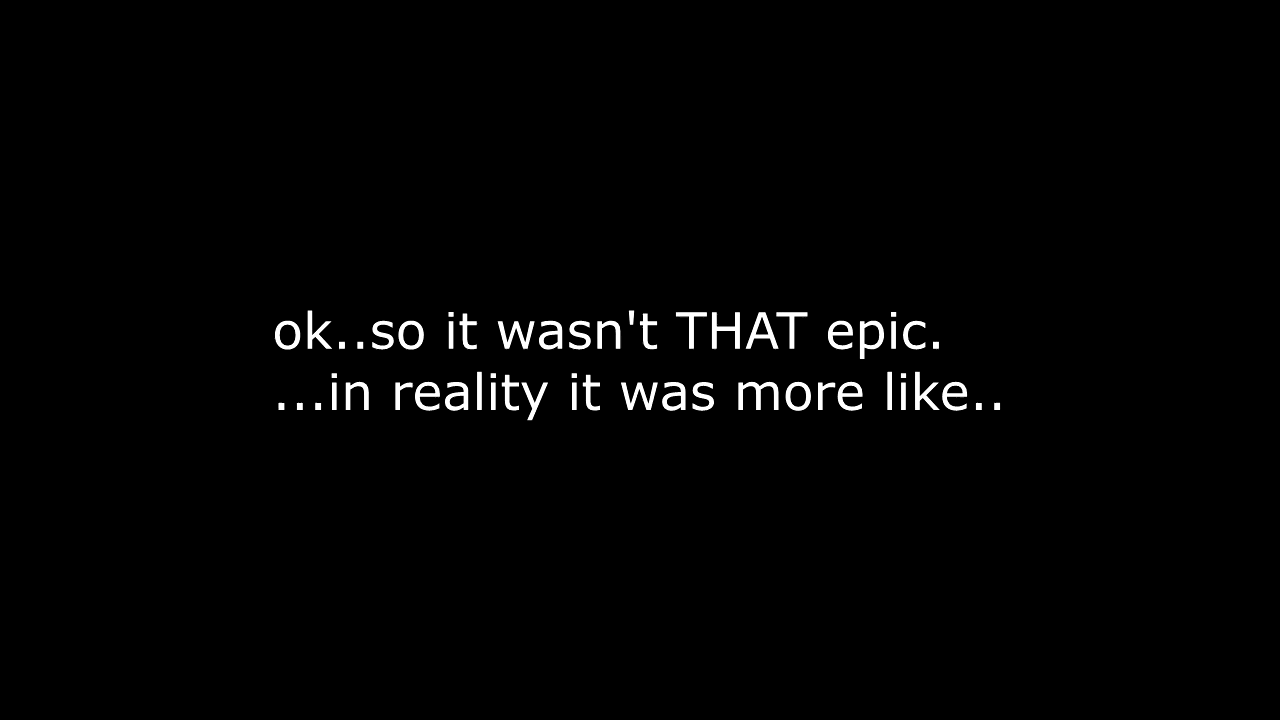 ok..so it wasn't THAT epic.
...in reality it was more like..